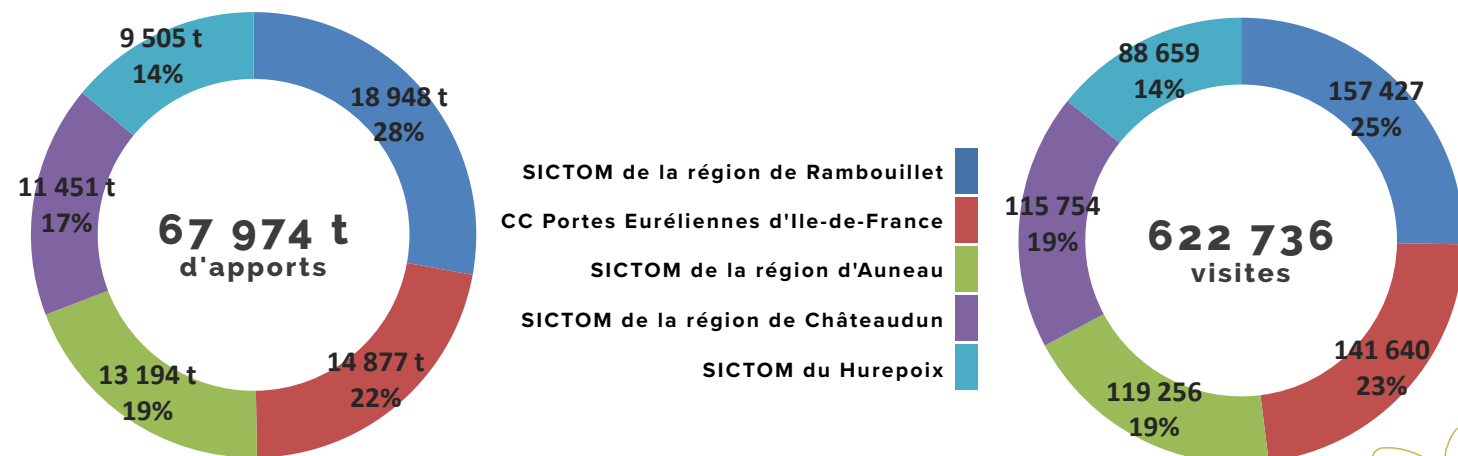 9 505 t
14%
18 948 t
28%
11 451 t
17%
67 974 t
d'apports
13 194 t
19%
14 877 t
22%
SICTOM de la région de Rambouillet
CC Portes Euréliennes d'Ile-de-France
SICTOM de la région d'Auneau
SICTOM de la région de Châteaudun
SICTOM du Hurepoix
88 659
14%
157 427
25%
115 754
19%
622 736
visites
119 256
19%
141 640
23%